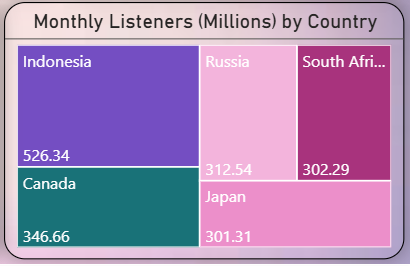 Monthly Listeners (Millions) by Country
Indonesia
526.34
Canada
346.66
Russia
312.54
South Afri...
302.29
Japan
301.31